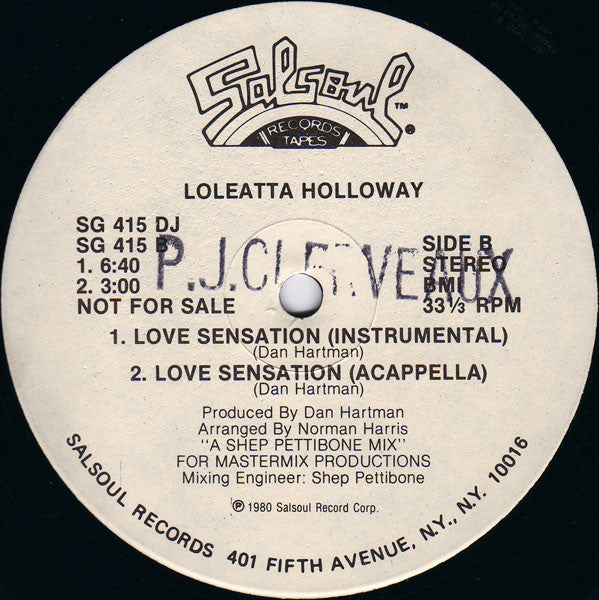 Salsoul™
RECORDS
TAPES®
LOLEATTA HOLLOWAY
SG 415 DJ
SG 415 B SIDE B
1. 6:40 STEREO
2. 3:00 BMI
P.J.CLERVEAUX
NOT FOR SALE 33⅓ RPM
1. LOVE SENSATION (INSTRUMENTAL)
(Dan Hartman)
2. LOVE SENSATION (ACAPPELLA)
(Dan Hartman)
Produced By Dan Hartman
Arranged By Norman Harris
"A SHEP PETTIBONE MIX"
FOR MASTERMIX PRODUCTIONS
Mixing Engineer: Shep Pettibone
℗ 1980 Salsoul Record Corp.
SALSOUL RECORDS 401 FIFTH AVENUE, N.Y., N.Y. 10016